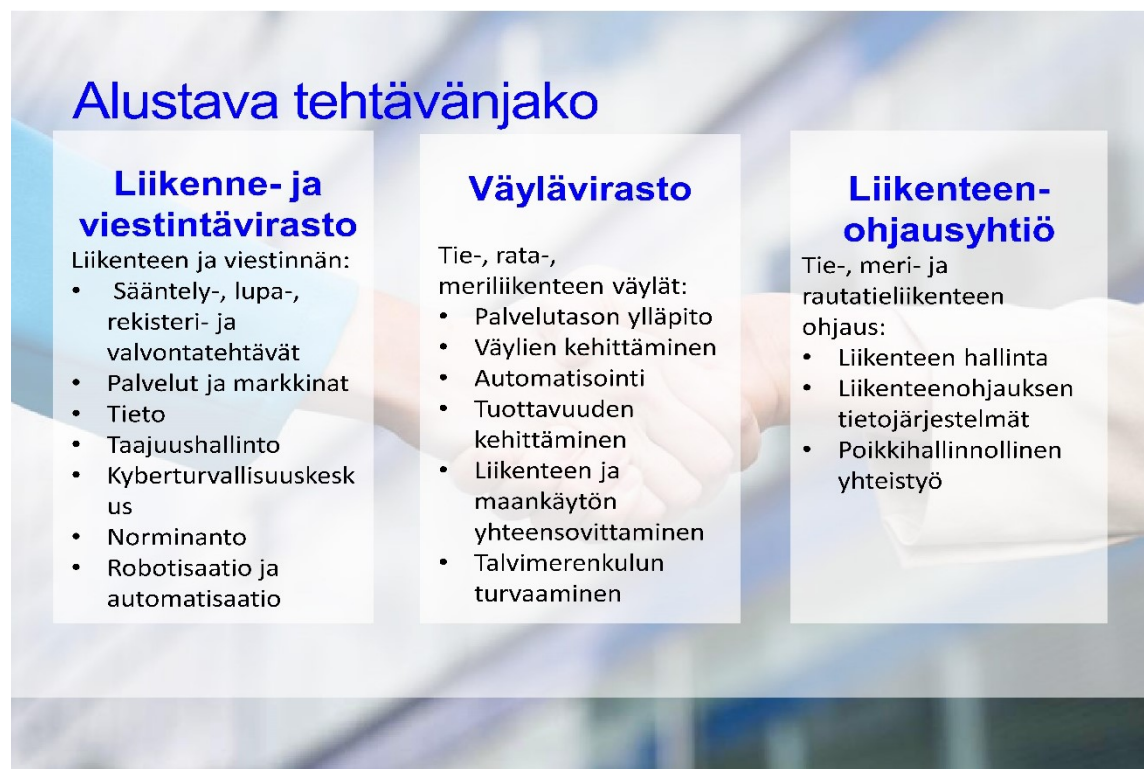 Alustava tehtävänjako
Liikenne- ja
viestintävirasto
Liikenteen ja viestinnän:
• Sääntely-, lupa-,
rekisteri- ja
valvontatehtävät
• Palvelut ja markkinat
• Tieto
• Taajuushallinto
• Kyberturvallisuuskesk
us
• Norminanto
• Robotisaatio ja
automatisaatio
Väylävirasto
Tie-, rata-,
meriliikenteen väylät:
• Palvelutason ylläpito
• Väylien kehittäminen
• Automatisointi
• Tuottavuuden
kehittäminen
• Liikenteen ja
maankäytön
yhteensovittaminen
• Talvimerenkulun
turvaaminen
Liikenteen-
ohjausyhtiö
Tie-, meri- ja
rautatieliikenteen
ohjaus:
• Liikenteen hallinta
• Liikenteenohjauksen
tietojärjestelmät
• Poikkihallinnollinen
yhteistyö